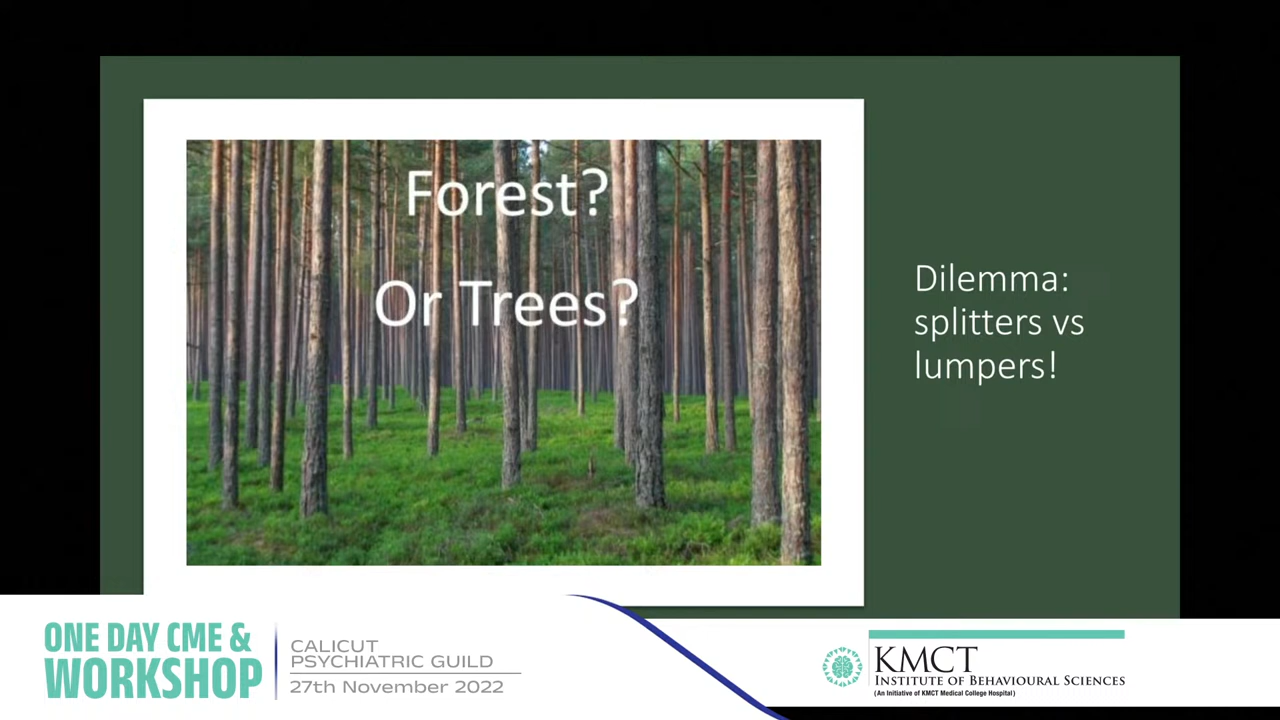 Forest?
Or Trees?
Dilemma:
splitters vs
lumpers!
ONE DAY CME &
WORKSHOP
CALICUT
PSYCHIATRIC GUILD
27th November 2022
KMCT
INSTITUTE OF BEHAVIOURAL SCIENCES
(An Initiative of KMCT Medical College Hospital)